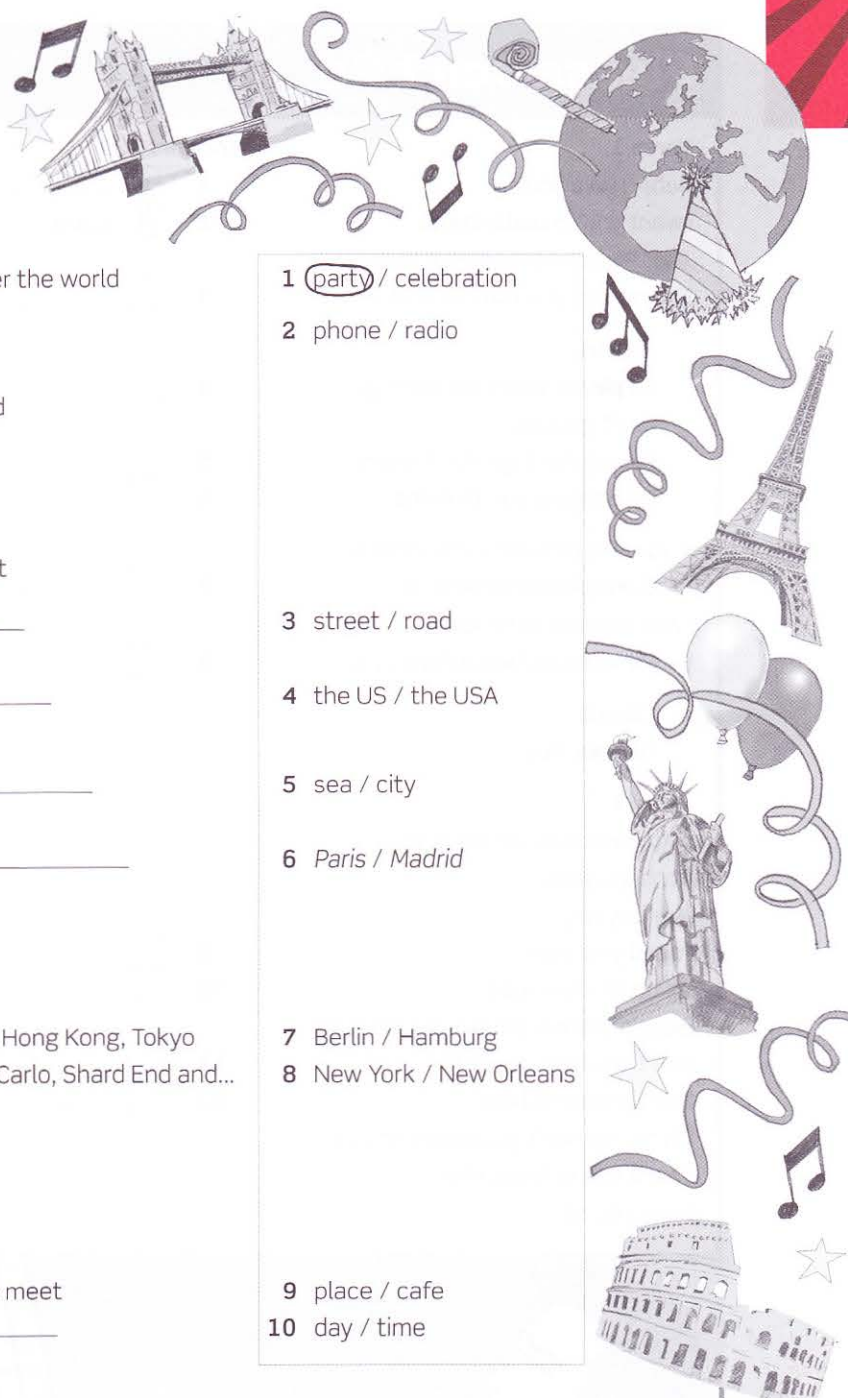 er the world
1 party / celebration
2 phone / radio
d
t
3 street / road
4 the US / the USA
5 sea / city
6 Paris / Madrid
Hong Kong, Tokyo
7 Berlin / Hamburg
Carlo, Shard End and...
8 New York / New Orleans
meet
9 place / cafe
10 day / time